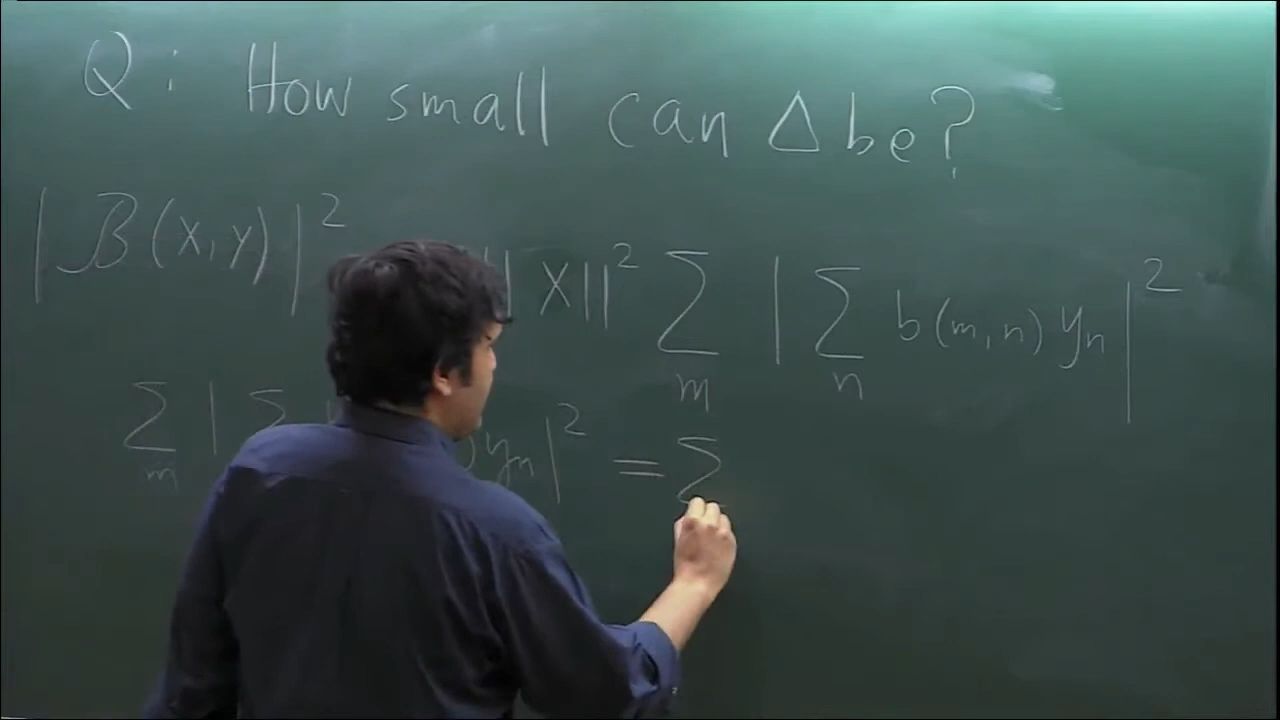 Q: How small can Δ be?
|B(x,y)|² ‖x‖² Σ_m |Σ_n b(m,n) y_n|²
Σ_m |Σ y_n|² = Σ